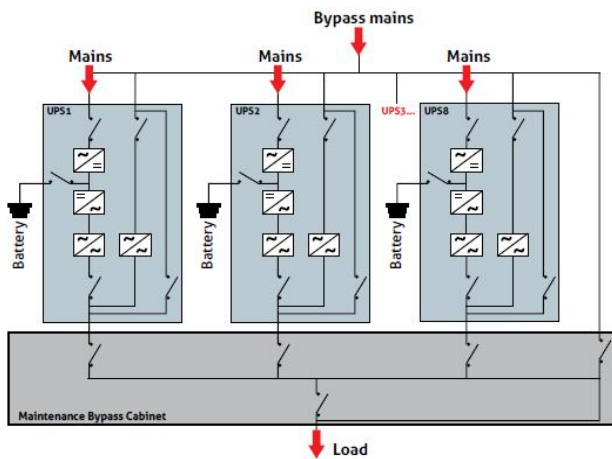 Bypass mains
Mains
Mains
Mains
UPS1
UPS2
UPS3...
UPS8
Battery
Battery
Battery
Maintenance Bypass Cabinet
Load